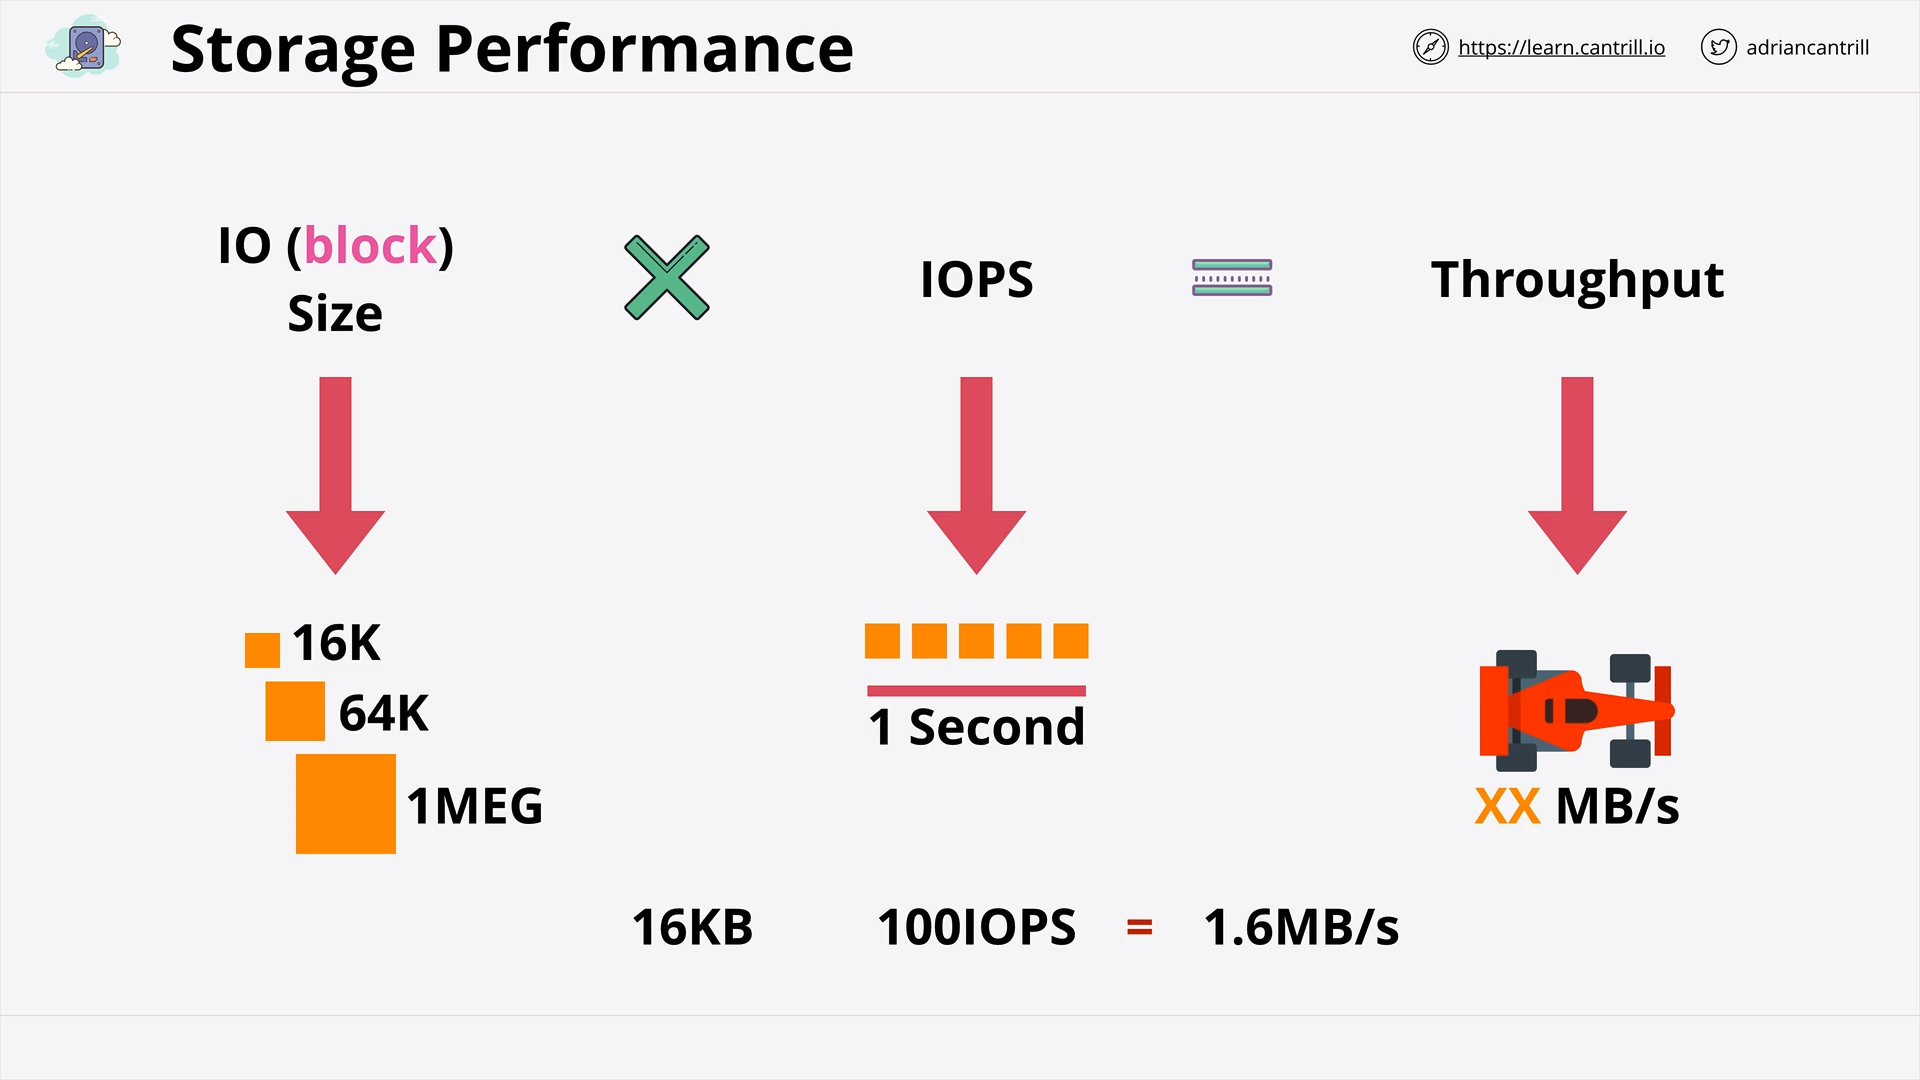 Storage Performance
https://learn.cantrill.io
adriancantrill
IO (block)
Size
IOPS
Throughput
16K
64K
1MEG
1 Second
XX MB/s
16KB 100IOPS = 1.6MB/s